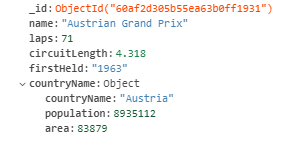 _id: ObjectId("60af2d305b55ea63b0ff1931")
name: "Austrian Grand Prix"
laps: 71
circuitLength: 4.318
firstHeld: "1963"
countryName: Object
countryName: "Austria"
population: 8935112
area: 83879